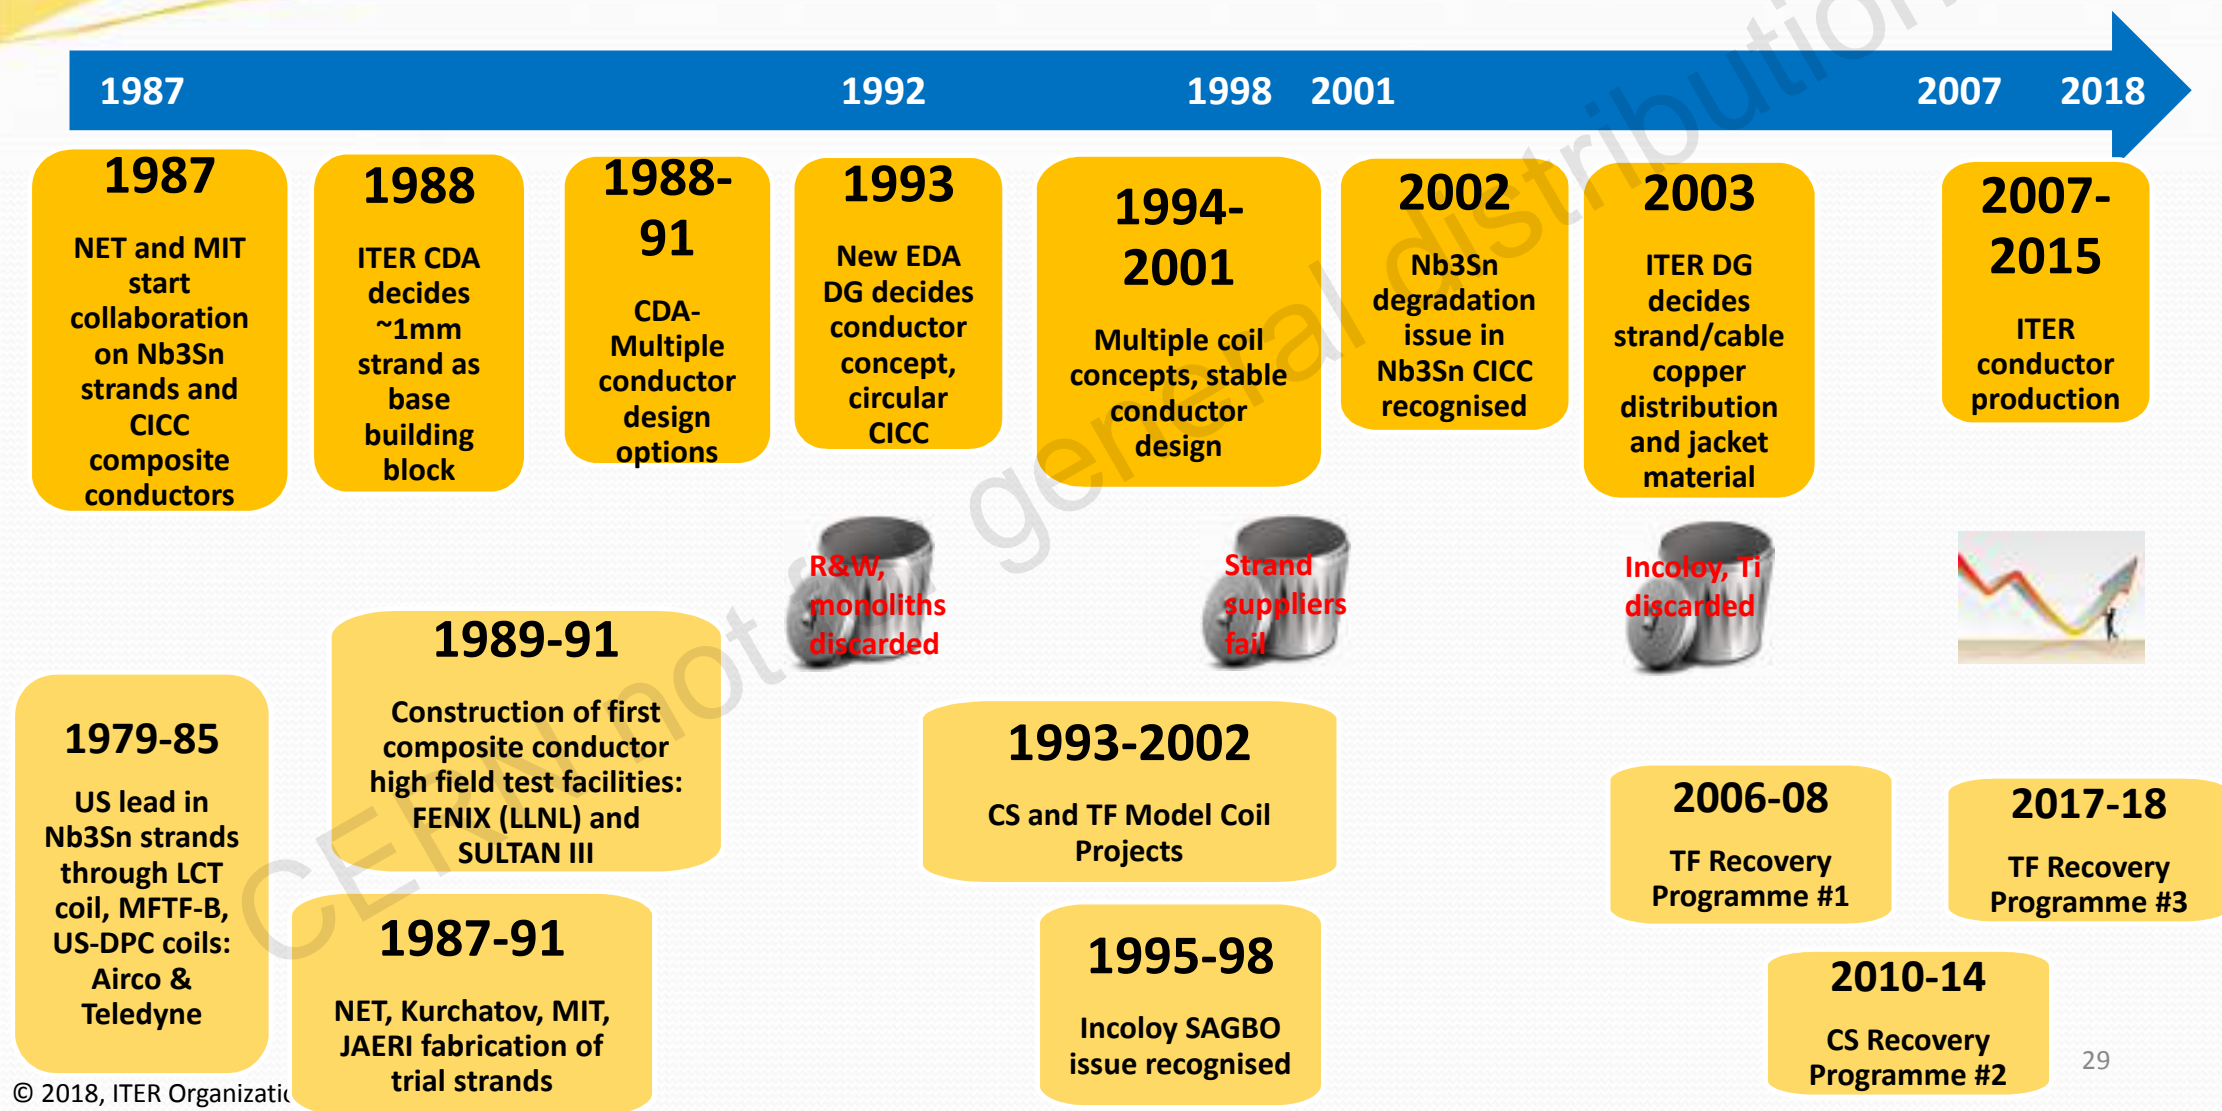 1987 1992 1998 2001 2007 2018
1987
NET and MIT
start
collaboration
on Nb3Sn
strands and
CICC
composite
conductors
1988
ITER CDA
decides
~1mm
strand as
base
building
block
1988-
91
CDA-
Multiple
conductor
design
options
1993
New EDA
DG decides
conductor
concept,
circular
CICC
1994-
2001
Multiple coil
concepts, stable
conductor
design
2002
Nb3Sn
degradation
issue in
Nb3Sn CICC
recognised
2003
ITER DG
decides
strand/cable
copper
distribution
and jacket
material
2007-
2015
ITER
conductor
production
R&W,
monoliths
discarded
Strand
suppliers
fail
Incoloy, Ti
discarded
1979-85
US lead in
Nb3Sn strands
through LCT
coil, MFTF-B,
US-DPC coils:
Airco &
Teledyne
1989-91
Construction of first
composite conductor
high field test facilities:
FENIX (LLNL) and
SULTAN III
1987-91
NET, Kurchatov, MIT,
JAERI fabrication of
trial strands
1993-2002
CS and TF Model Coil
Projects
1995-98
Incoloy SAGBO
issue recognised
2006-08
TF Recovery
Programme #1
2017-18
TF Recovery
Programme #3
2010-14
CS Recovery
Programme #2
29
© 2018, ITER Organizatic
CERN not for general distribution